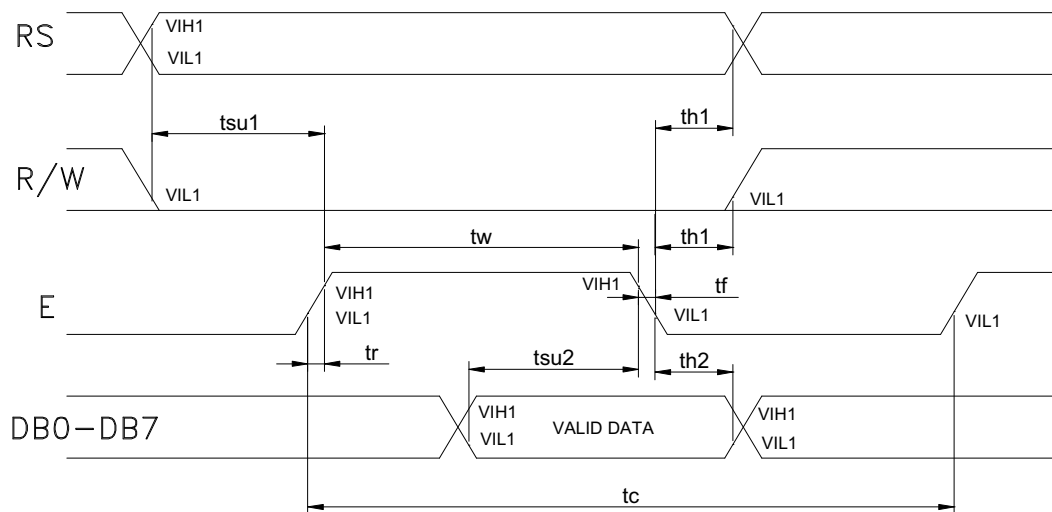 RS
VIH1
VIL1
tsu1
th1
R/W
VIL1
VIL1
tw
th1
E
VIH1
VIL1
VIH1
tf
VIL1
VIL1
tr
tsu2
th2
DB0-DB7
VIH1
VIL1
VALID DATA
VIH1
VIL1
tc